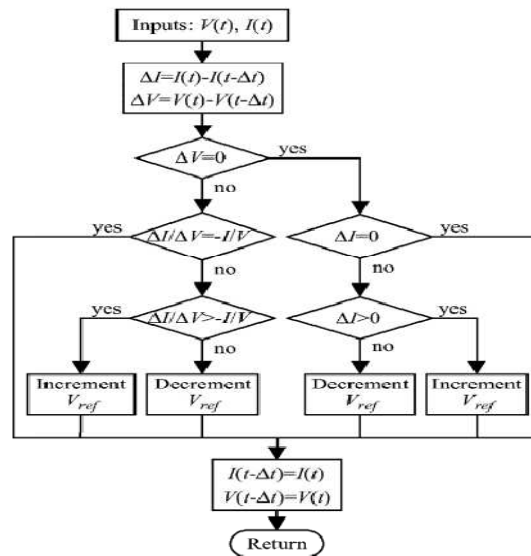 Inputs: V(t), I(t)
ΔI=I(t)-I(t-Δt)
ΔV=V(t)-V(t-Δt)
ΔV=0
yes
no
yes
ΔI/ΔV=-I/V
ΔI=0
yes
no
no
yes
ΔI/ΔV>-I/V
ΔI>0
yes
no
no
Increment
Vref
Decrement
Vref
Decrement
Vref
Increment
Vref
I(t-Δt)=I(t)
V(t-Δt)=V(t)
Return